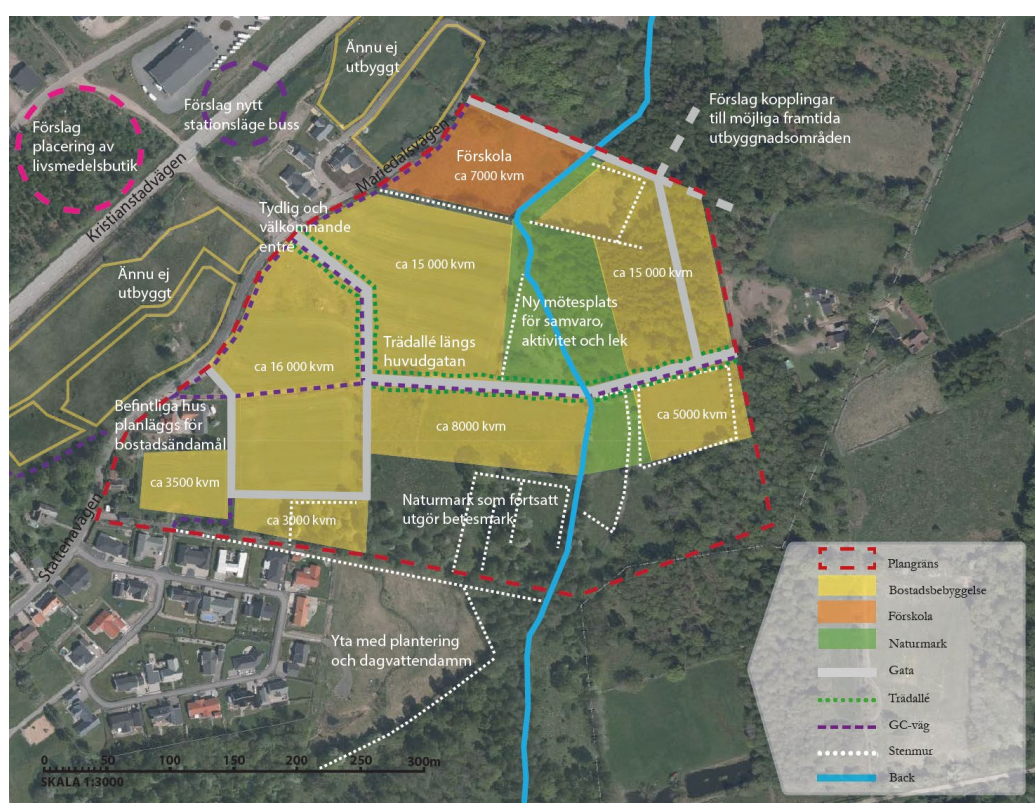 Ännu ej
utbyggt
Förslag nytt
stationsläge buss
Förslag
placering av
livsmedelsbutik
Förslag kopplingar
till möjliga framtida
utbyggnadsområden
Mariedalsvägen
Förskola
ca 7000 kvm
Kristianstadvägen
Tydlig och
välkomnande
entré
Ännu ej
utbyggt
ca 15 000 kvm
ca 15 000 kvm
Ny mötesplats
för samvaro,
aktivitet och lek
Trädallé längs
huvudgatan
ca 16 000 kvm
Befintliga hus
planläggs för
bostadsändamål
ca 8000 kvm
ca 5000 kvm
ca 3500 kvm
Naturmark som fortsatt
utgör betesmark
ca 3000 kvm
Stattenavägen
Yta med plantering
och dagvattendamm
Plangräns
Bostadsbebyggelse
Förskola
Naturmark
Gata
Trädallé
GC-väg
Stenmur
Bäck
0 50 100 150 200 250 300m
SKALA 1:3000